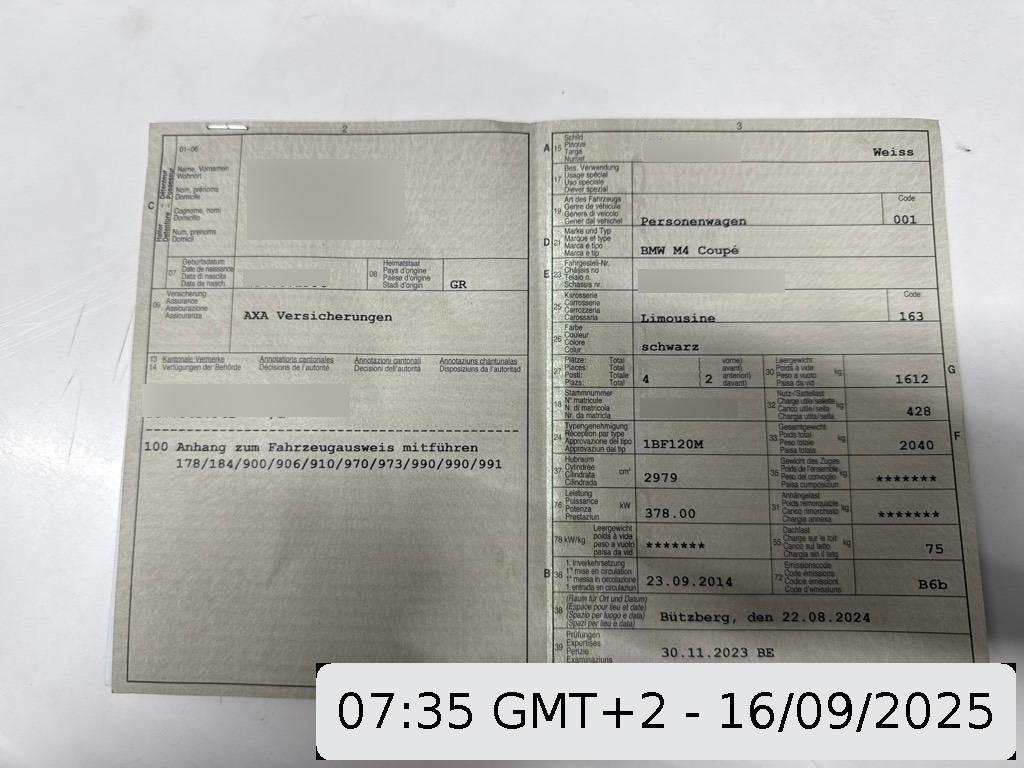 2
01-06
C
Halter Détenteur
Detentore Possessur
Name, Vornamen
Wohnort
Nom, prénoms
Domicile
Cognome, nomi
Domicilio
Num, prenums
Domicil
07
Geburtsdatum
Date de naissance
Data di nascita
Data da nasch.
08
Heimatstaat
Pays d'origine
Paese d'origine
Stadi d'origin
GR
09
Versicherung
Assurance
Assicurazione
Assicuranza
AXA Versicherungen
13 Kantonale Vermerke Annotations cantonales Annotazioni cantonali Annotaziuns chantunalas
14 Verfügungen der Behörde Décisions de l'autorité Decisioni dell'autorità Disposiziuns da l'autoritad
100 Anhang zum Fahrzeugausweis mitführen
178/184/900/906/910/970/973/990/990/991
3
A 15
Schild
Plaque
Targa
Numer
Weiss
17
Bes. Verwendung
Usage spécial
Uso speciale
Diever spezial
19
Art des Fahrzeugs
Genre de véhicule
Genere di veicolo
Gener dal vehichel
Personenwagen
Code
001
D 21
Marke und Typ
Marque et type
Marca e tipo
Marca e tip
BMW M4 Coupé
E 23
Fahrgestell-Nr.
Châssis no
Telaio n.
Schassis nr.
25
Karosserie
Carrosserie
Carrozzeria
Carossaria
Limousine
Code
163
26
Farbe
Couleur
Colore
Colur
schwarz
27
Plätze: Total
Places: Total
Posti: Totale
Plazs: Total
4
2
vorne)
avant)
anteriori)
davant)
30
Leergewicht
Poids à vide
Peso a vuoto
Paisa da vid
kg
1612
G
18
Stammnummer
N° matricule
N. di matricola
Nr. da matricla
32
Nutz-/Sattellast
Charge utile/sellette
Carico utile/sella
Chargia utila/sella
kg
428
24
Typengenehmigung
Réception par type
Approvazione del tipo
Approvaziun dal tip
1BF120M
33
Gesamtgewicht
Poids total
Peso totale
Paisa totala
kg
2040
F
37
Hubraum
Cylindrée
Cilindrata
Cilindrada
cm³
2979
35
Gewicht des Zuges
Poids de l'ensemble
Peso del convoglio
Paisa cumposiziun
kg
*******
76
Leistung
Puissance
Potenza
Prestaziun
kW
378.00
31
Anhängelast
Poids remorquable
Carico rimorchiato
Chargia annexa
kg
*******
78 kW/kg
Leergewicht
poids à vide
peso a vuoto
paisa da vid
*******
55
Dachlast
Charge sur le toit
Carico sul tetto
Chargia sin il tetg
kg
75
B 36
1. Inverkehrsetzung
1re mise en circulation
1a messa in circolazione
1. entrada en circulaziun
23.09.2014
72
Emissionscode
Code émissions
Codice emissioni
Code d'emissiuns
B6b
38
(Raum für Ort und Datum)
(Espace pour lieu et date)
(Spazio per luogo e data)
(Spazi per lieu e data)
Bützberg, den 22.08.2024
39
Prüfungen
Expertises
Perizie
Examinaziuns
30.11.2023 BE
07:35 GMT+2 - 16/09/2025